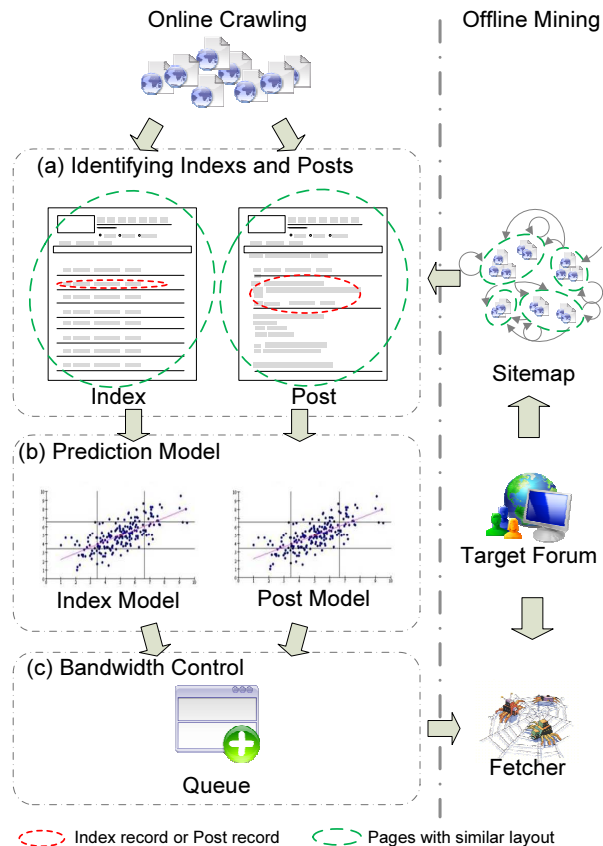 Online Crawling
Offline Mining
(a) Identifying Indexs and Posts
Index
Post
Sitemap
(b) Prediction Model
Index Model
Post Model
Target Forum
(c) Bandwidth Control
Queue
Fetcher
Index record or Post record
Pages with similar layout